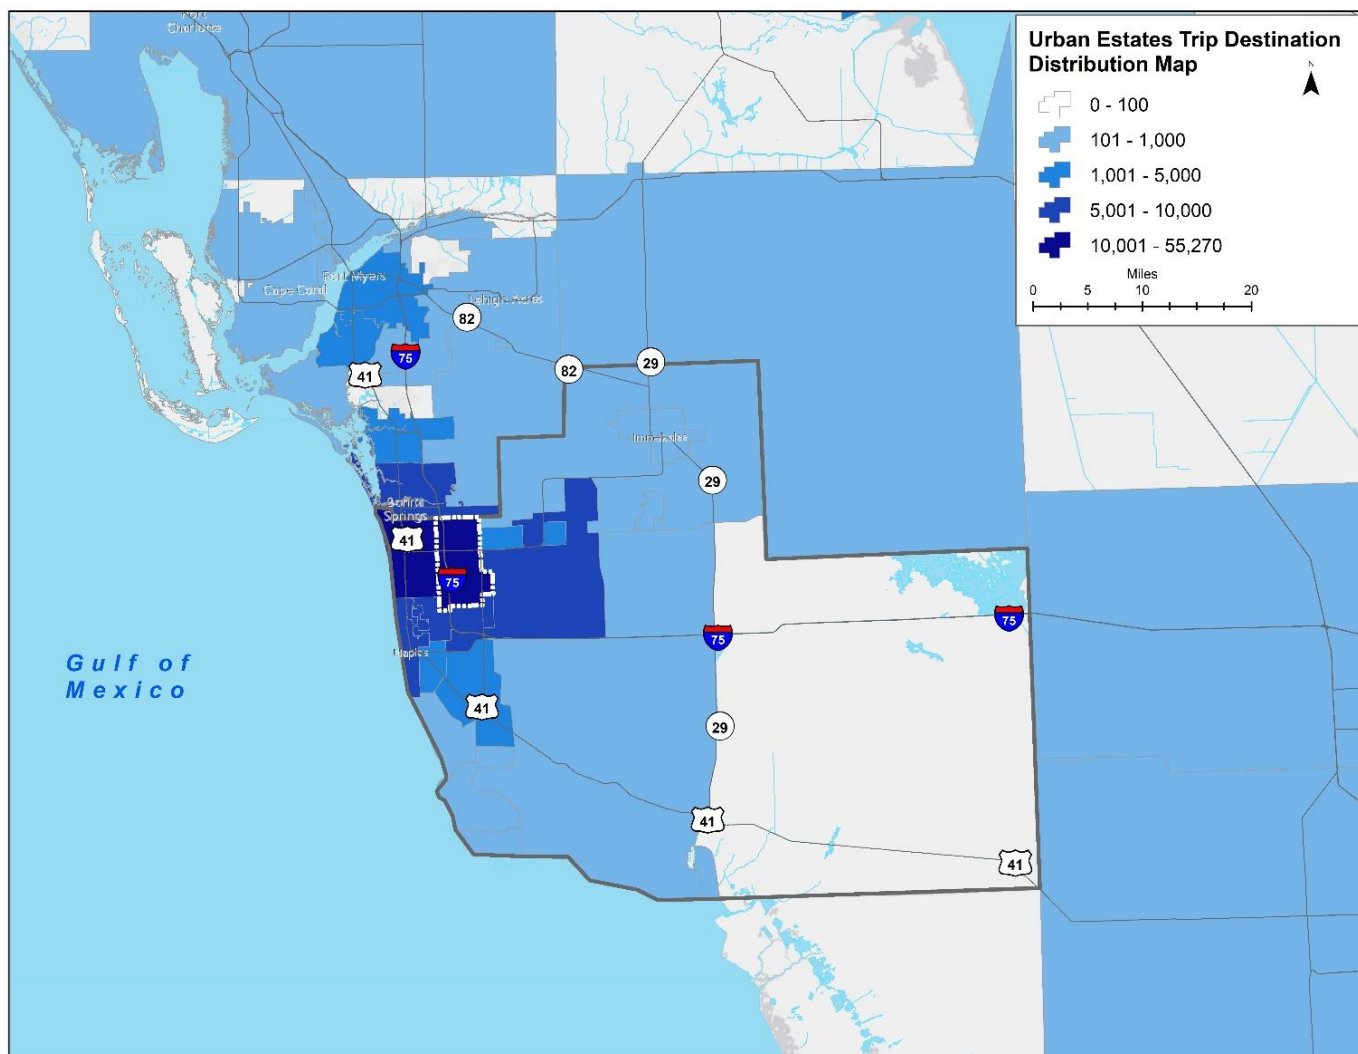 Port
Charlotte
Urban Estates Trip Destination
Distribution Map
N
0 - 100
101 - 1,000
1,001 - 5,000
5,001 - 10,000
10,001 - 55,270
Miles
0 5 10 20
Fort Myers
Cape Coral
Lehigh Acres
82
75
41
82
29
Immokalee
29
Bonita
Springs
41
75
75
75
Naples
Gulf of
Mexico
41
29
41
41